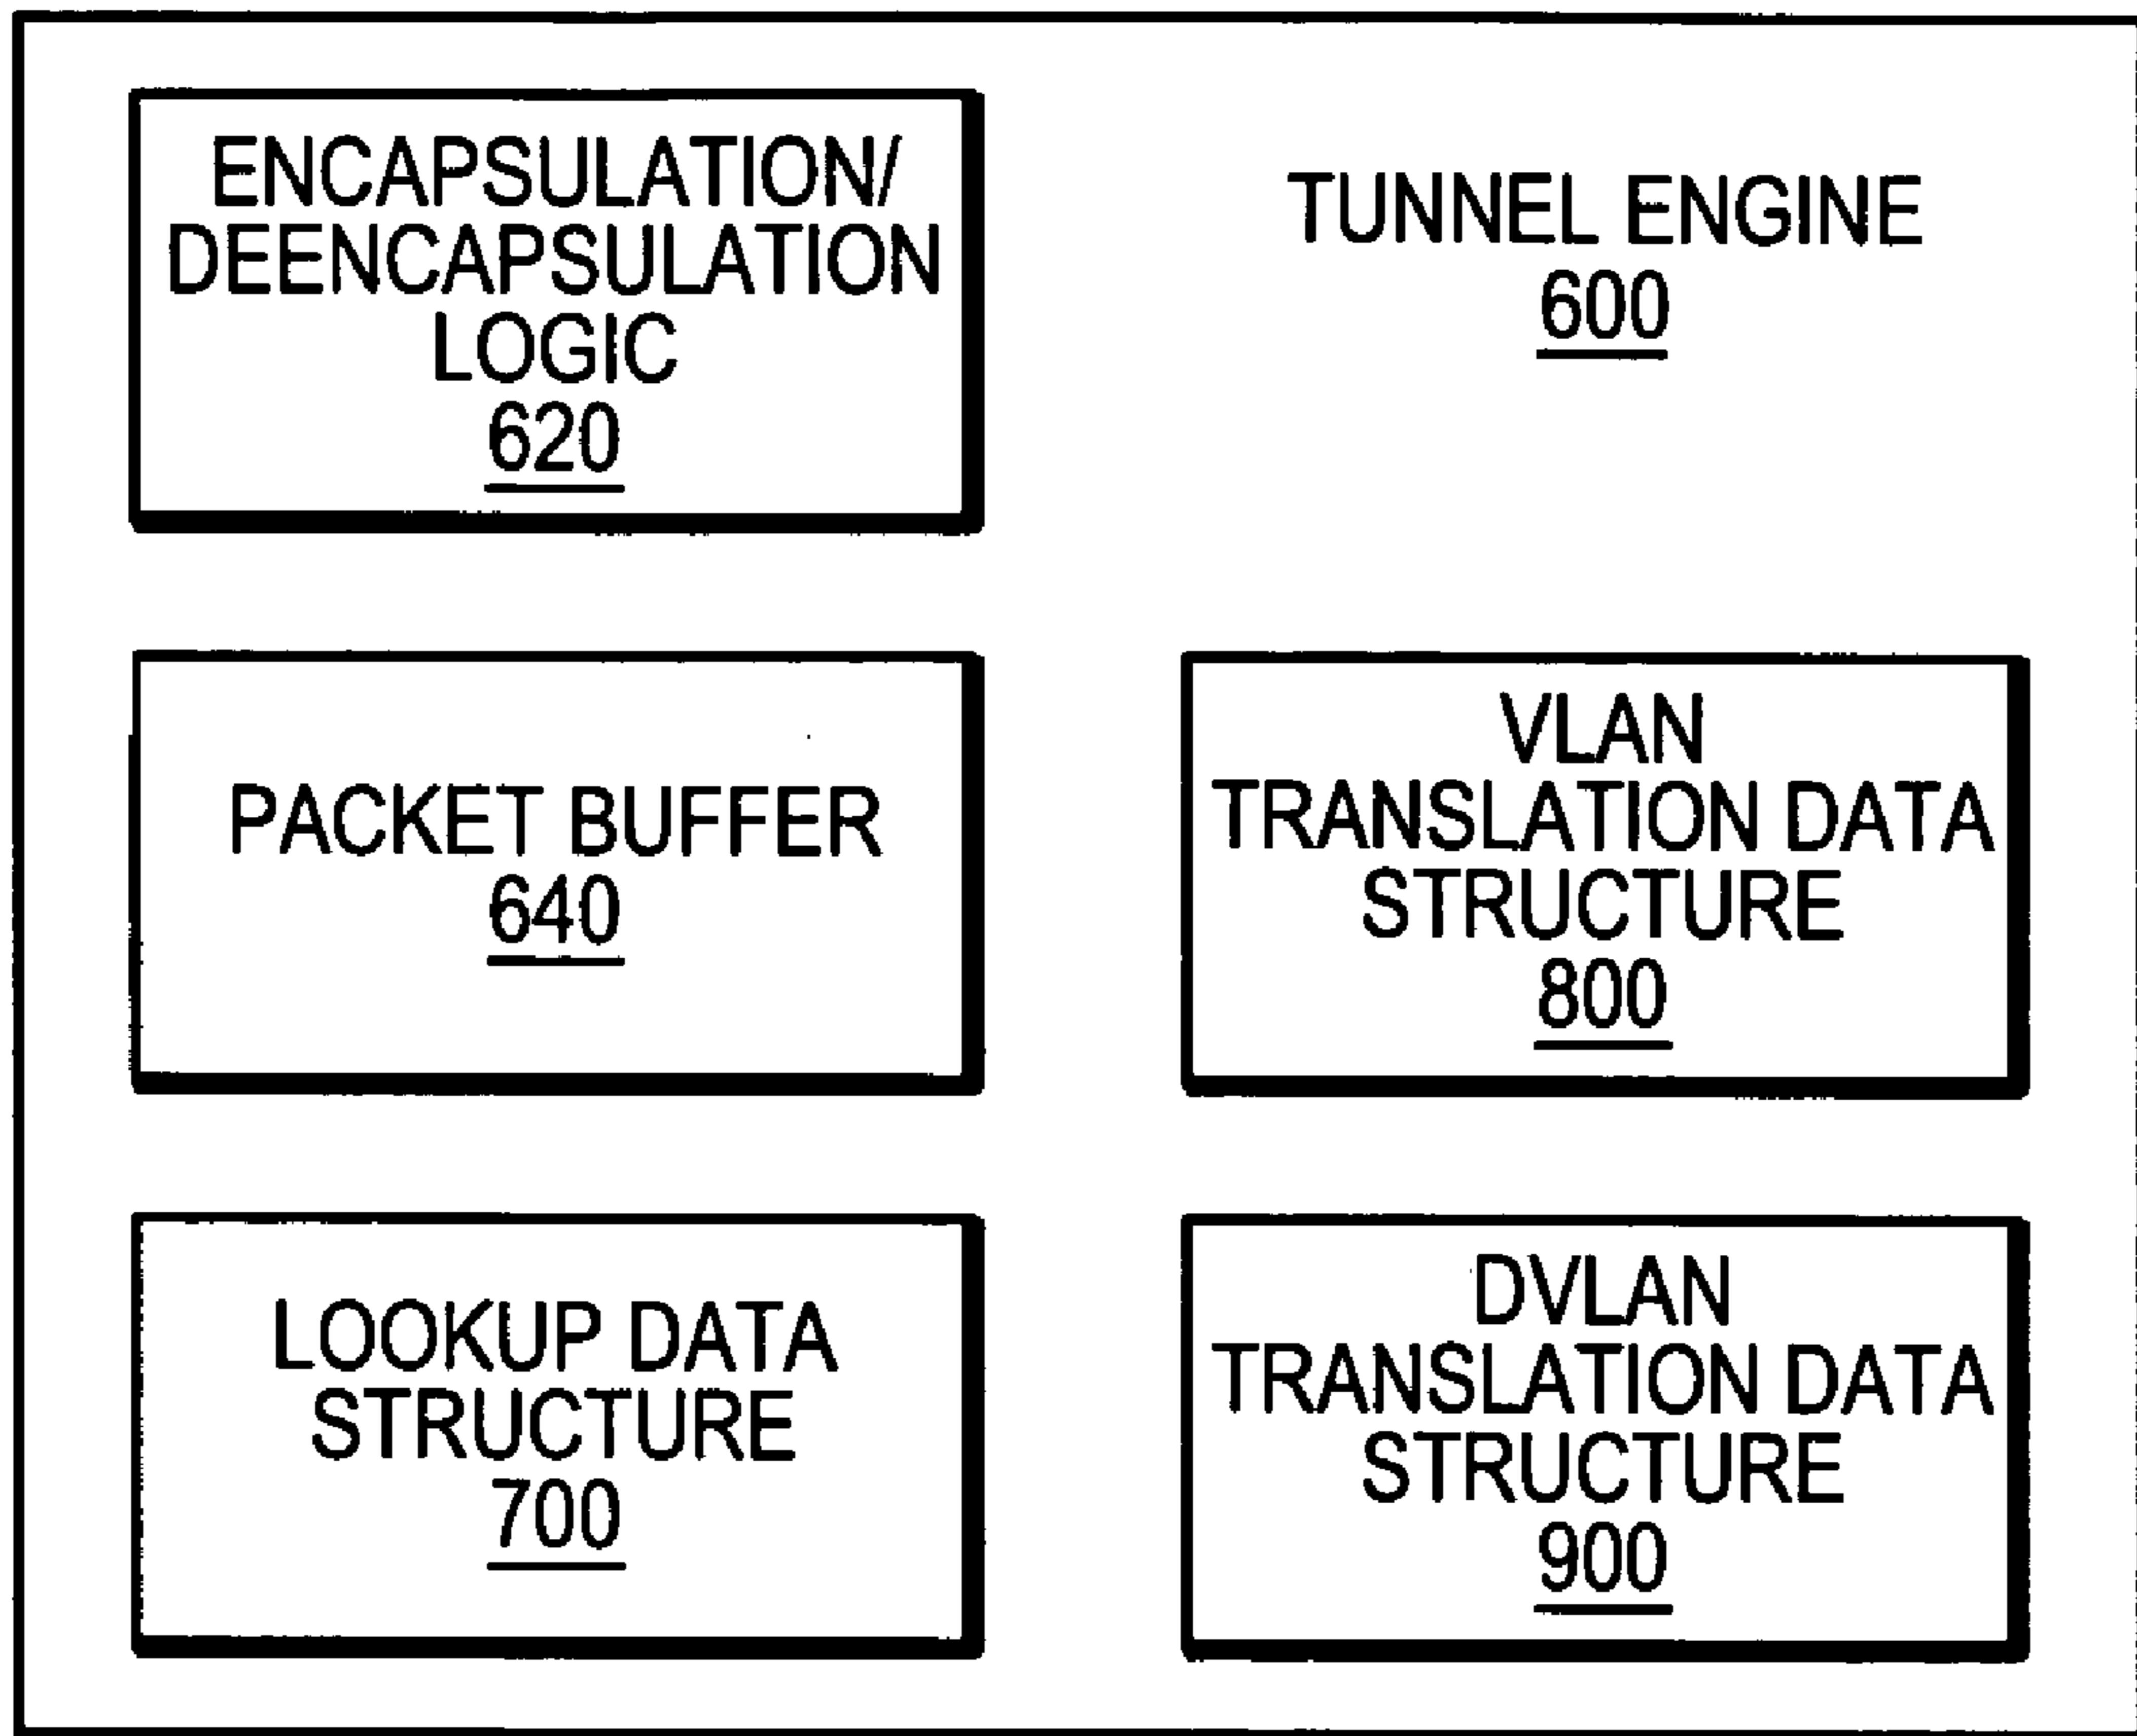 ENCAPSULATION/
DEENCAPSULATION
LOGIC
620
TUNNEL ENGINE
600
PACKET BUFFER
640
VLAN
TRANSLATION DATA
STRUCTURE
800
LOOKUP DATA
STRUCTURE
700
DVLAN
TRANSLATION DATA
STRUCTURE
900